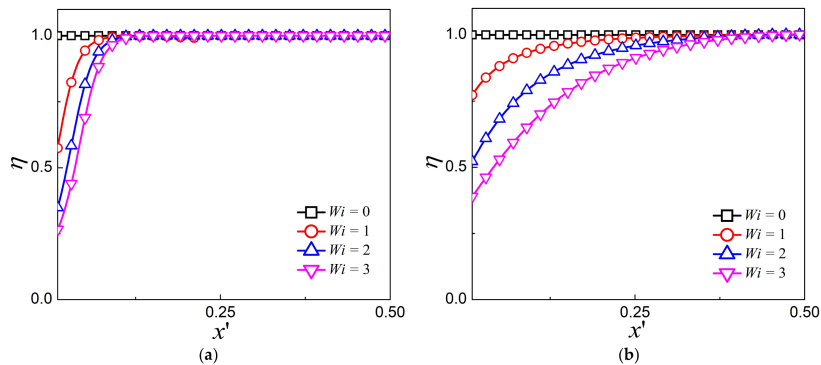 1.0
0.5
0.0
η
Wi = 0
Wi = 1
Wi = 2
Wi = 3
0.25
0.50
x'
(a)
1.0
0.5
0.0
η
Wi = 0
Wi = 1
Wi = 2
Wi = 3
0.25
0.50
x'
(b)